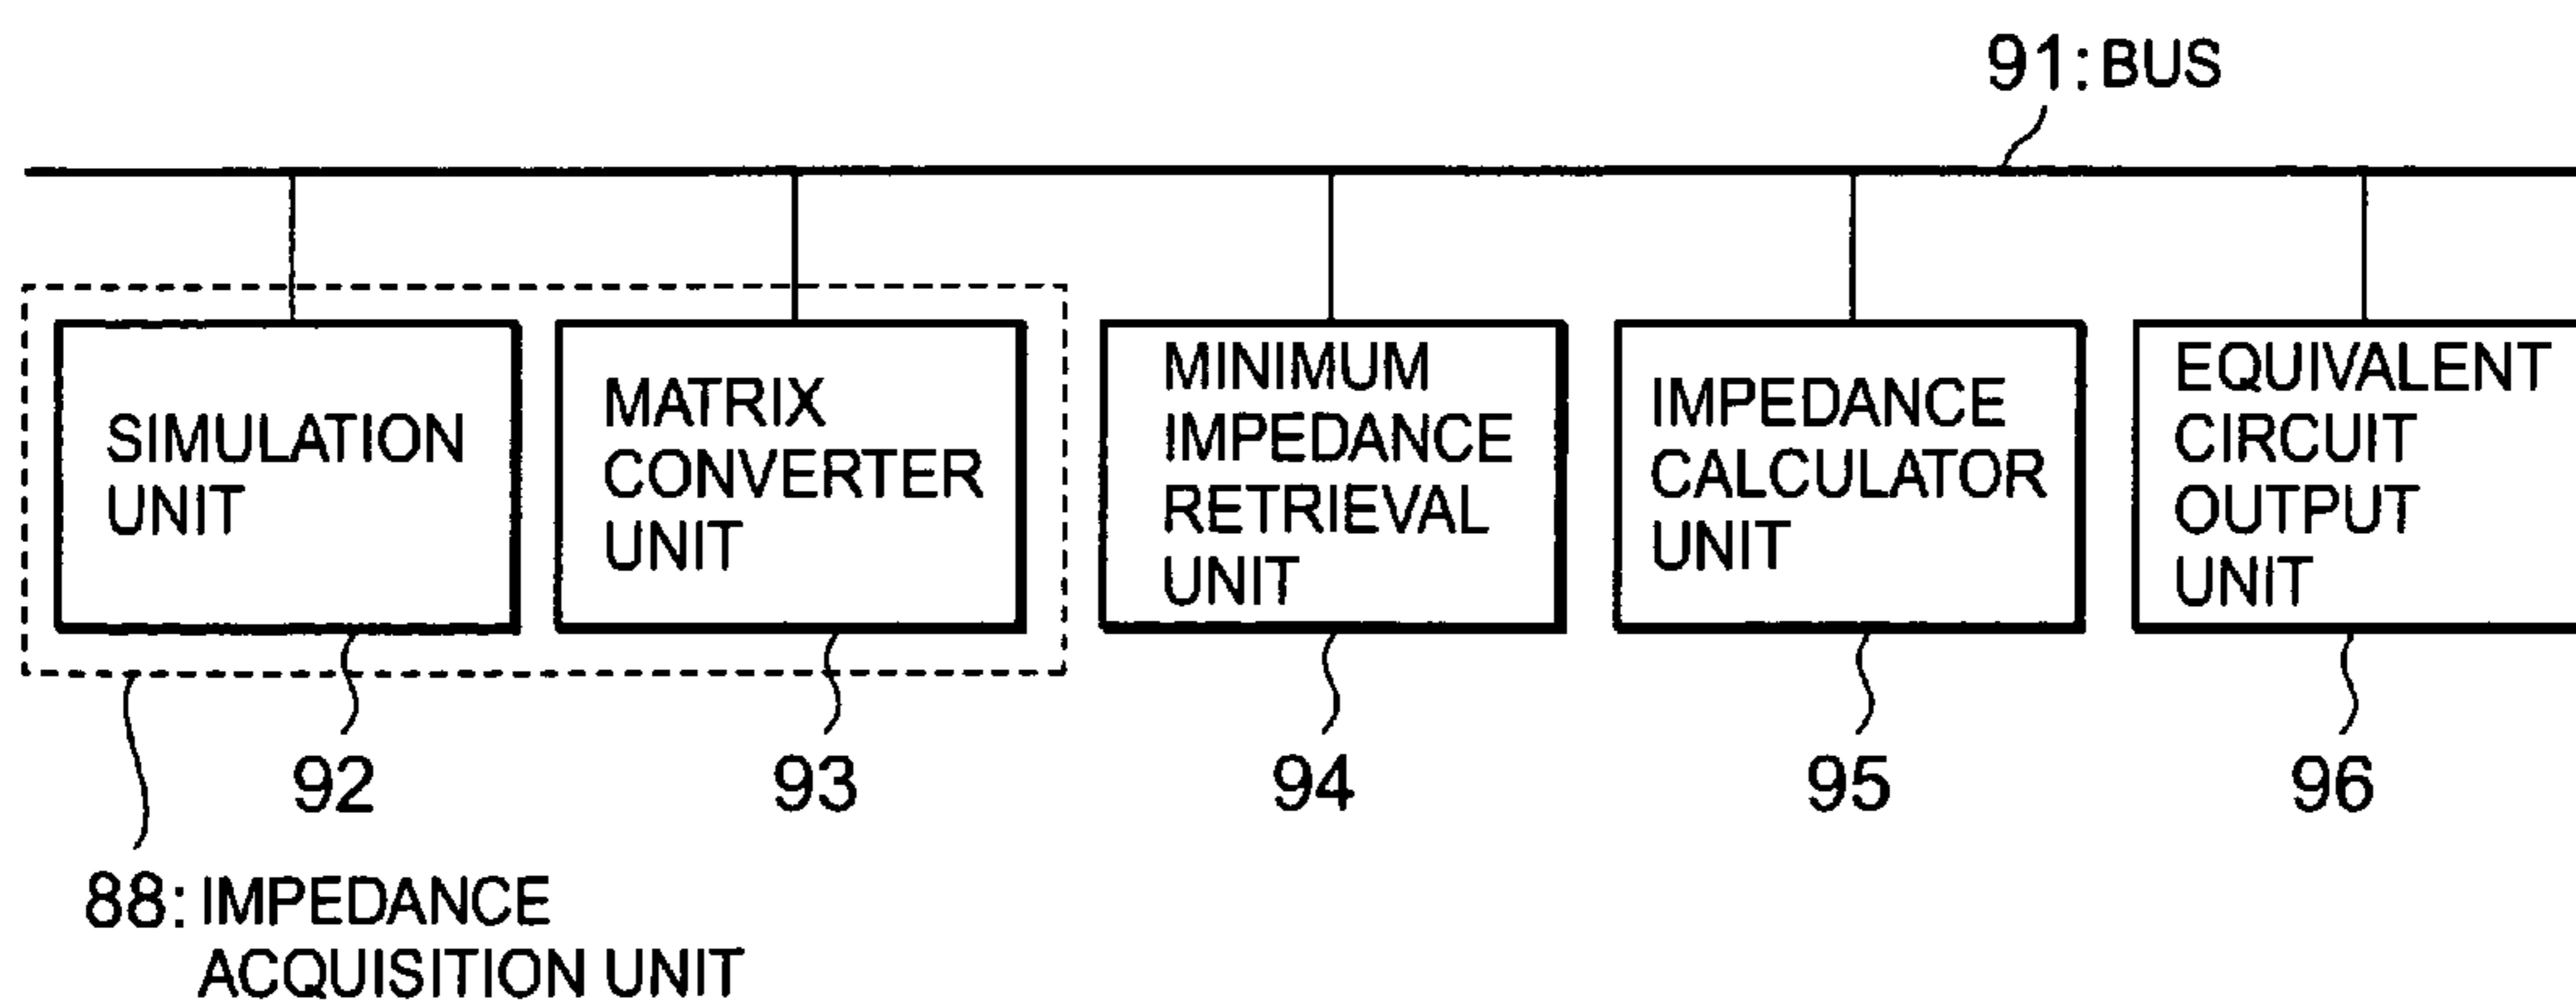 91: BUS
SIMULATION
UNIT
MATRIX
CONVERTER
UNIT
MINIMUM
IMPEDANCE
RETRIEVAL
UNIT
IMPEDANCE
CALCULATOR
UNIT
EQUIVALENT
CIRCUIT
OUTPUT
UNIT
92
93
94
95
96
88: IMPEDANCE
ACQUISITION UNIT